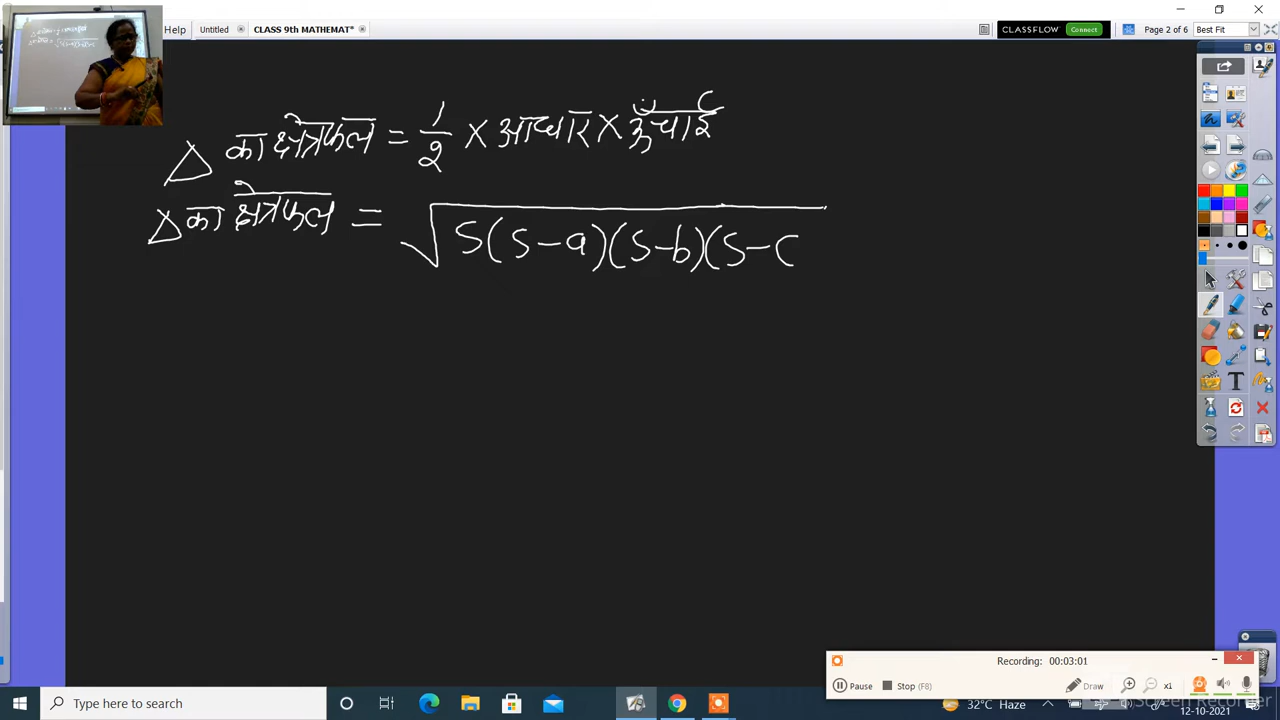 Help Untitled CLASS 9th MATHEMAT* CLASSFLOW Connect Page 2 of 6 Best Fit
△ का क्षेत्रफल = 1/2 × आधार × ऊँचाई
△ का क्षेत्रफल = √S(S-a)(S-b)(S-c
Recording: 00:03:01
Pause Stop (F8) x1 Draw
Type here to search 32°C Haze 12-10-2021